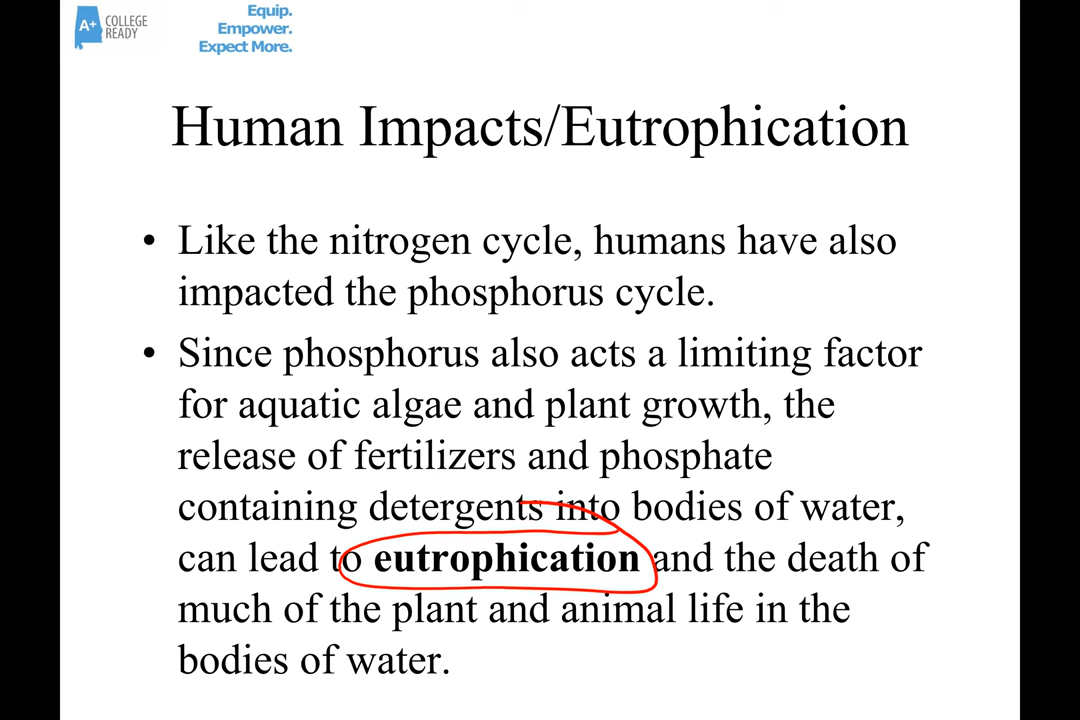 A+ COLLEGE
READY
Equip.
Empower.
Expect More.
Human Impacts/Eutrophication
• Like the nitrogen cycle, humans have also
impacted the phosphorus cycle.
• Since phosphorus also acts a limiting factor
for aquatic algae and plant growth, the
release of fertilizers and phosphate
containing detergents into bodies of water,
can lead to eutrophication and the death of
much of the plant and animal life in the
bodies of water.